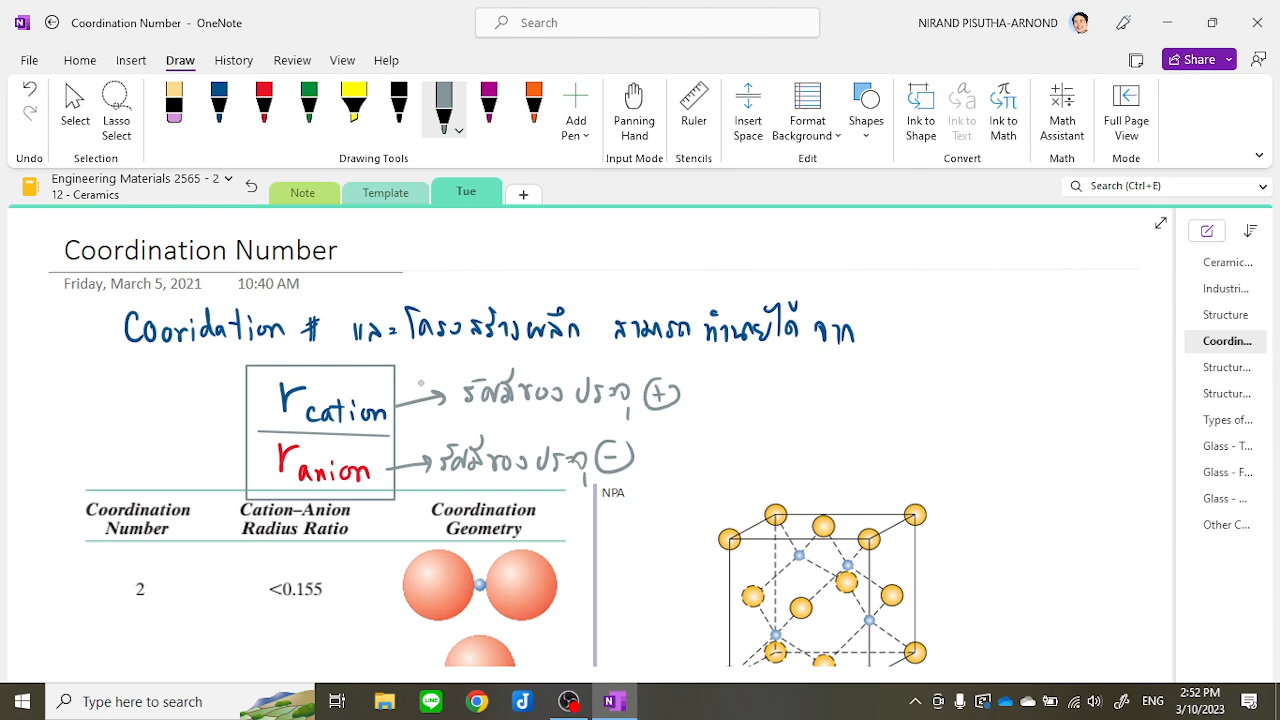 Coordination Number - OneNote
Search
NIRAND PISUTHA-ARNOND
File Home Insert Draw History Review View Help
Share
Undo
Select
Lasso Select
Add Pen
Panning Hand
Ruler
Insert Space
Format Background
Shapes
Ink to Shape
Ink to Text
Ink to Math
Math Assistant
Full Page View
Undo Selection Drawing Tools Input Mode Stencils Edit Convert Math Mode
Engineering Materials 2565 - 2
12 - Ceramics
Note Template Tue
Search (Ctrl+E)
Coordination Number
Friday, March 5, 2021 10:40 AM
Cooridation # และโครงสร้างผลึก สามารถทำนายได้จาก
r cation
รัศมีของประจุ +
r anion
รัศมีของประจุ -
Coordination Number
Cation–Anion Radius Ratio
Coordination Geometry
2
<0.155
NPA
Ceramic...
Industri...
Structure
Coordin...
Structur...
Structur...
Types of...
Glass - T...
Glass - F...
Glass - ...
Other C...
Type here to search
ENG
2:52 PM
3/10/2023